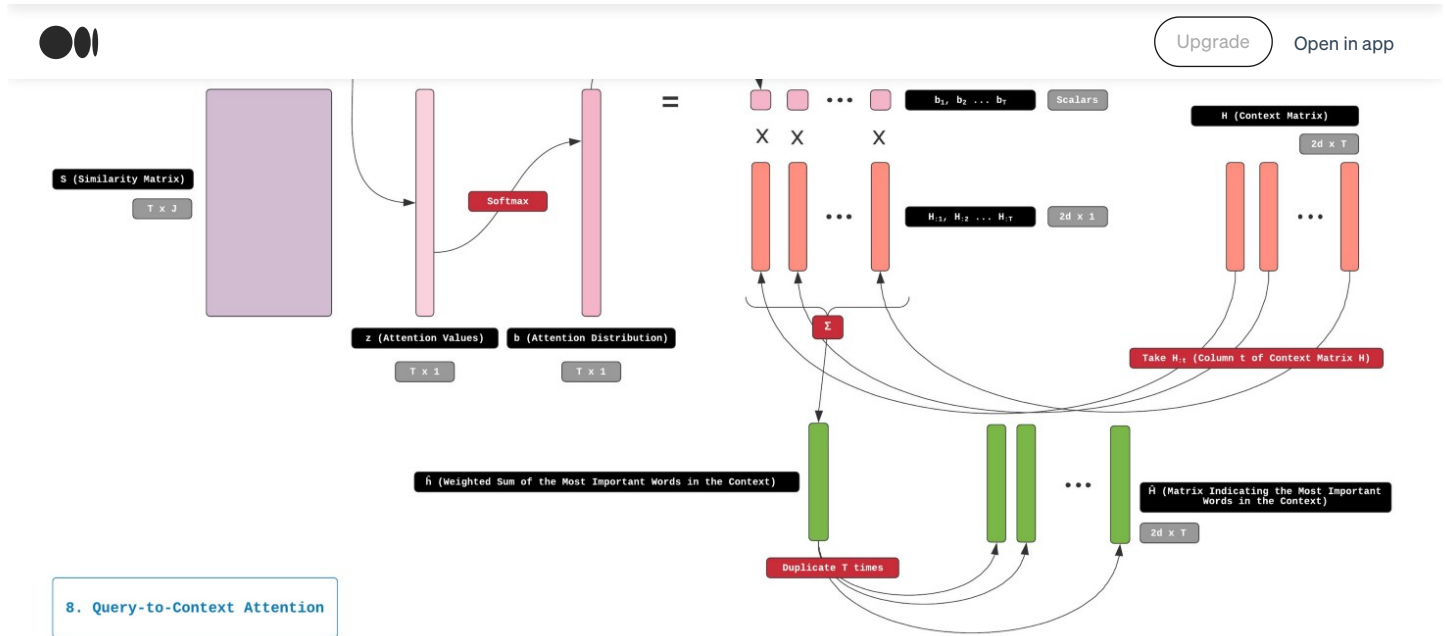 Upgrade
Open in app
=
b₁, b₂ ... b_T
Scalars
H (Context Matrix)
2d x T
X X X
S (Similarity Matrix)
T x J
Softmax
H:₁, H:₂ ... H:_T
2d x 1
Σ
z (Attention Values)
b (Attention Distribution)
T x 1
T x 1
Take H:t (Column t of Context Matrix H)
ĥ (Weighted Sum of the Most Important Words in the Context)
Ĥ (Matrix Indicating the Most Important
Words in the Context)
2d x T
Duplicate T times
8. Query-to-Context Attention